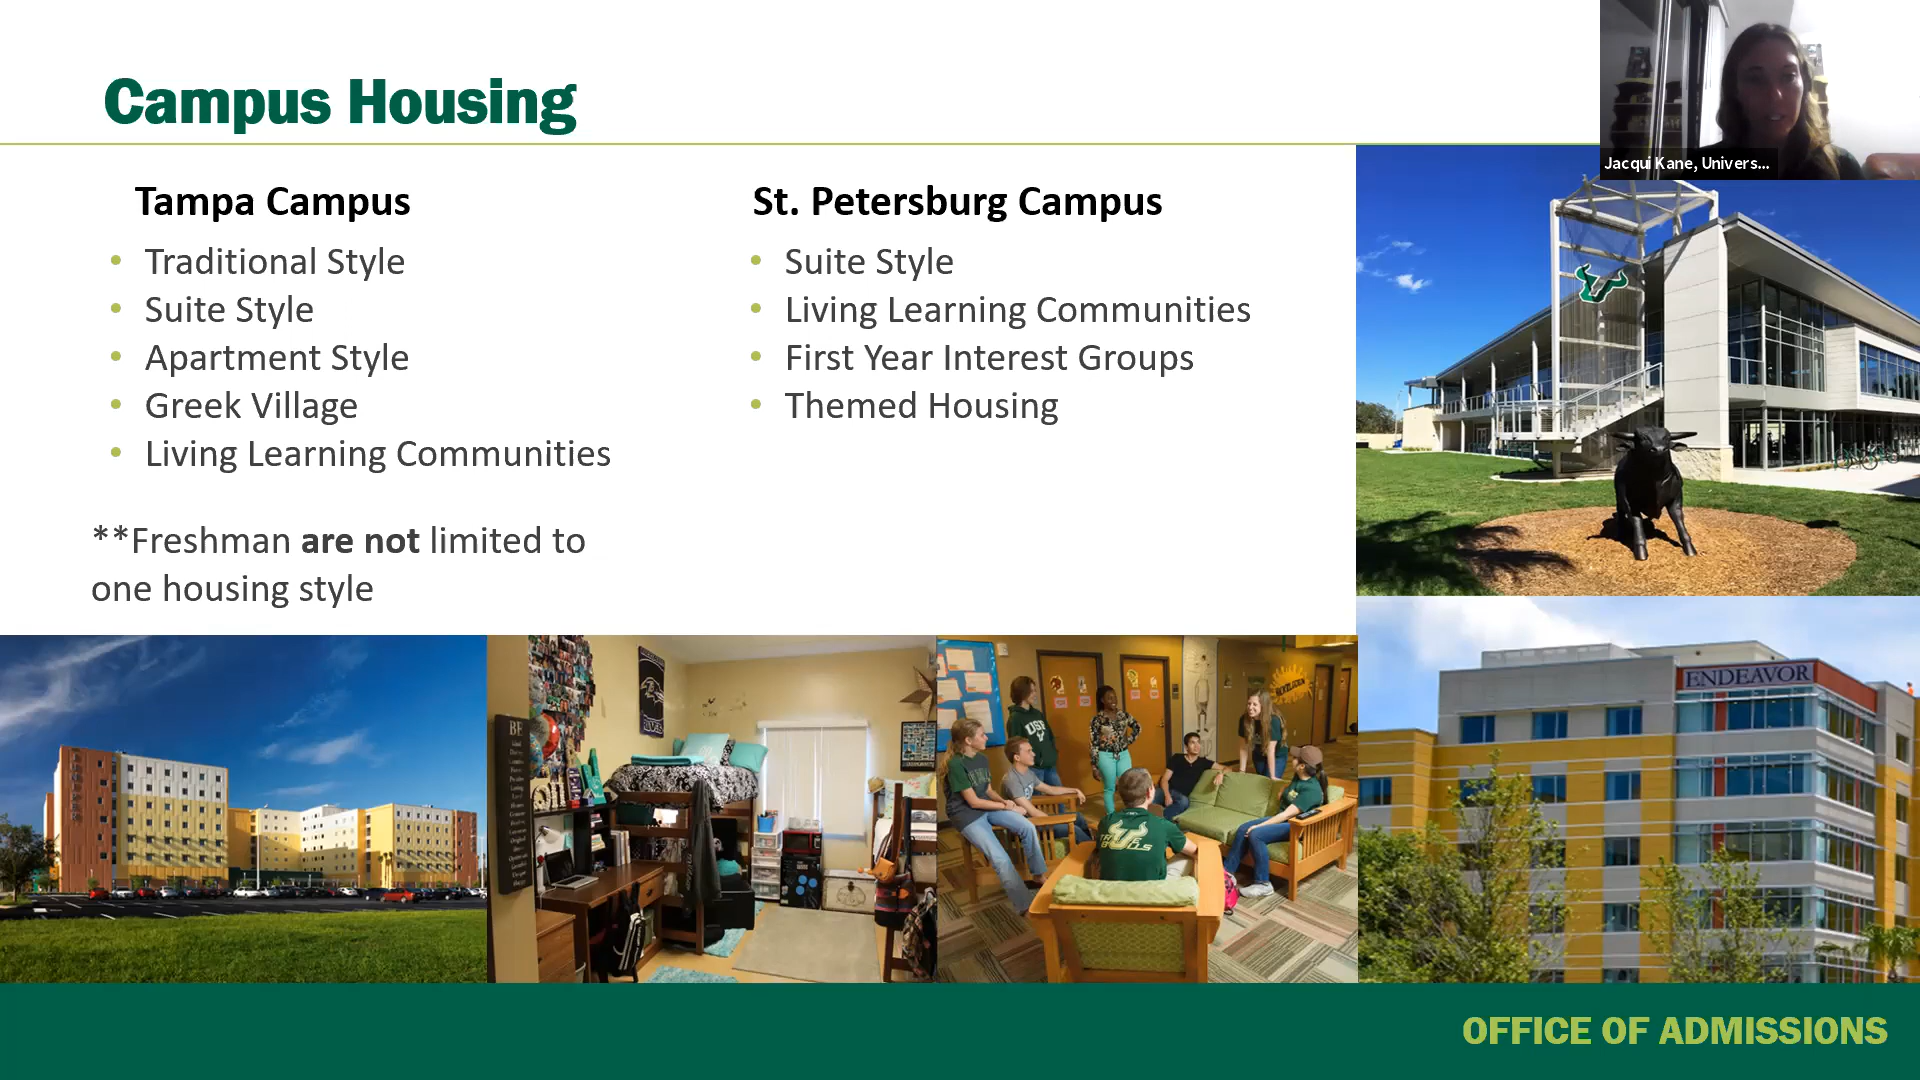 Campus Housing
Jacqui Kane, Univers...
Tampa Campus
• Traditional Style
• Suite Style
• Apartment Style
• Greek Village
• Living Learning Communities
**Freshman are not limited to
one housing style
St. Petersburg Campus
• Suite Style
• Living Learning Communities
• First Year Interest Groups
• Themed Housing
BE
USF
ENDEAVOR
OFFICE OF ADMISSIONS